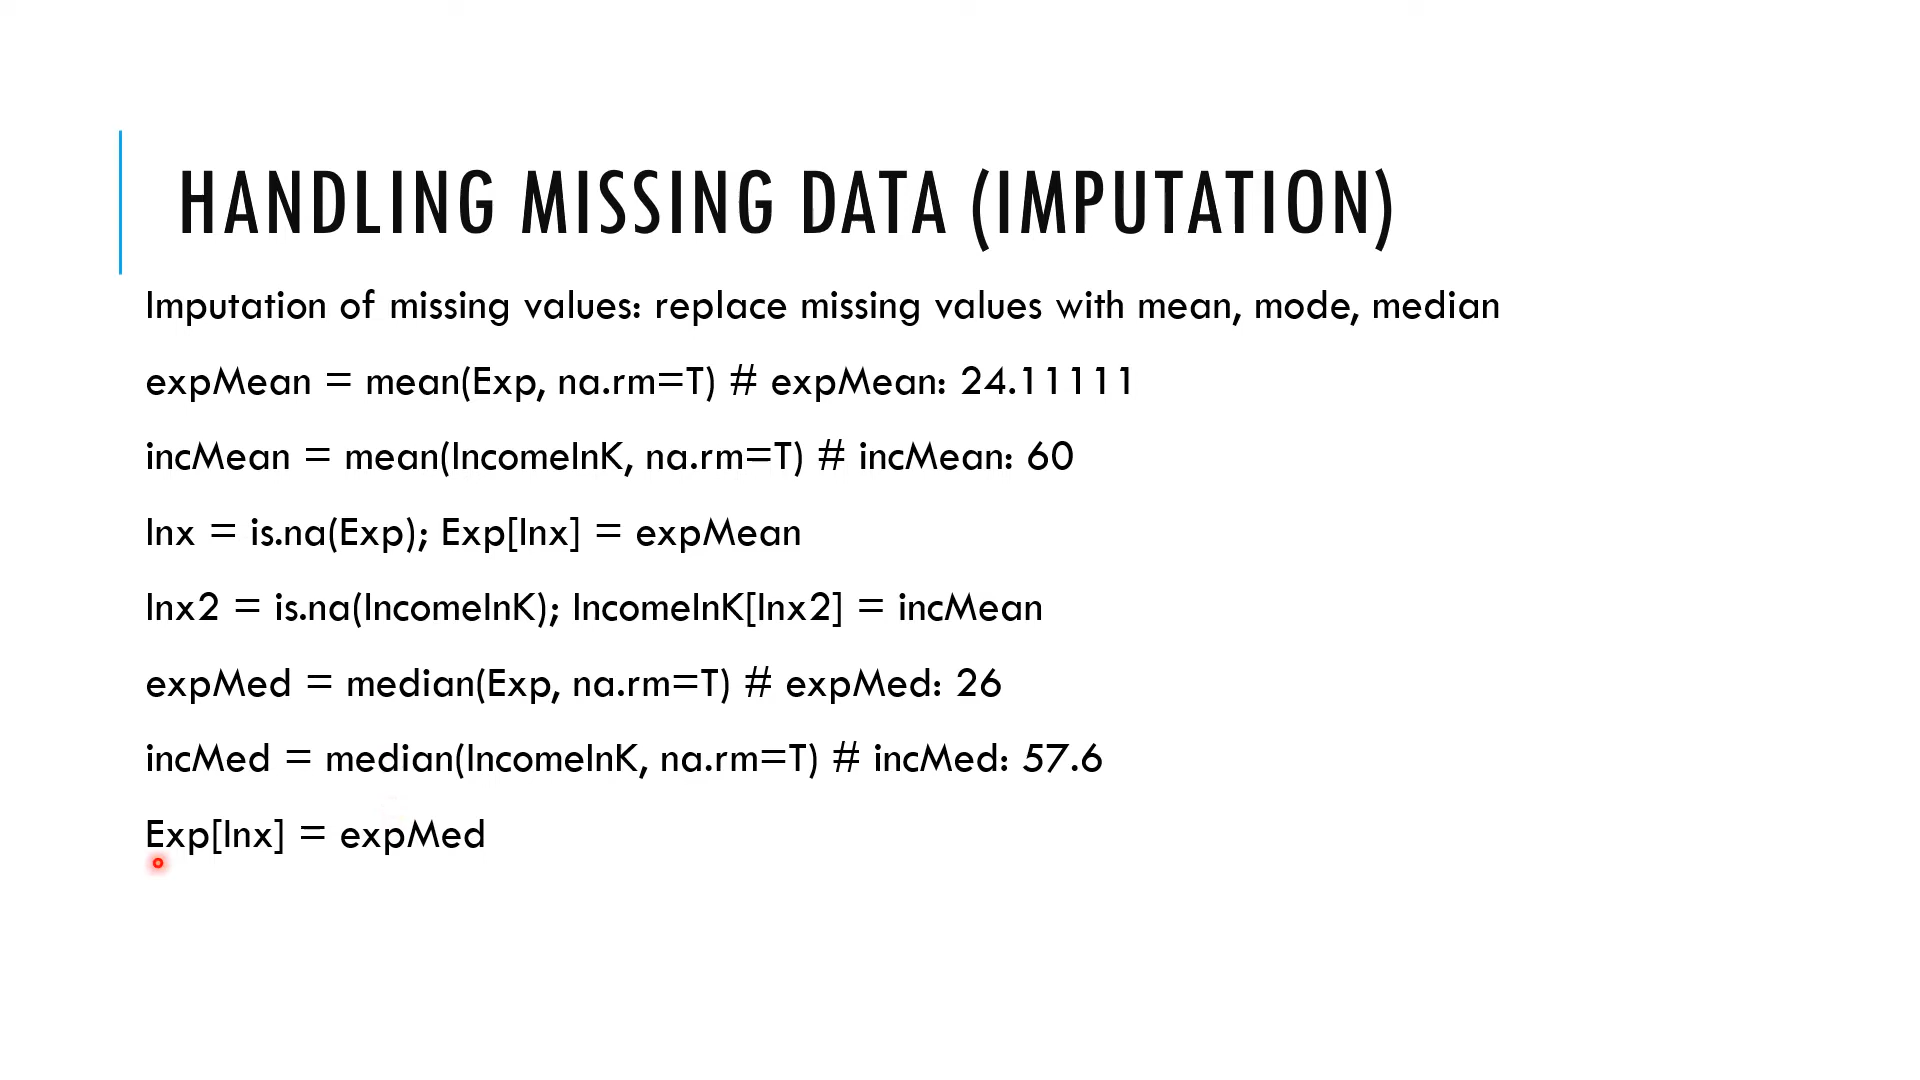 HANDLING MISSING DATA (IMPUTATION)
Imputation of missing values: replace missing values with mean, mode, median
expMean = mean(Exp, na.rm=T) # expMean: 24.11111
incMean = mean(IncomeInK, na.rm=T) # incMean: 60
Inx = is.na(Exp); Exp[Inx] = expMean
Inx2 = is.na(IncomeInK); IncomeInK[Inx2] = incMean
expMed = median(Exp, na.rm=T) # expMed: 26
incMed = median(IncomeInK, na.rm=T) # incMed: 57.6
Exp[Inx] = expMed